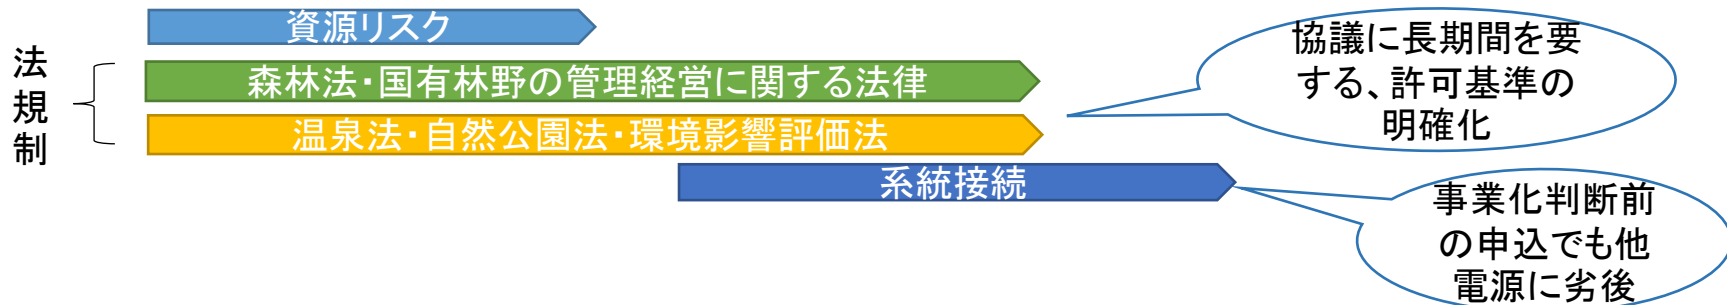 資源リスク
法規制
森林法・国有林野の管理経営に関する法律
温泉法・自然公園法・環境影響評価法
協議に長期間を要
する、許可基準の
明確化
系統接続
事業化判断前
の申込でも他
電源に劣後